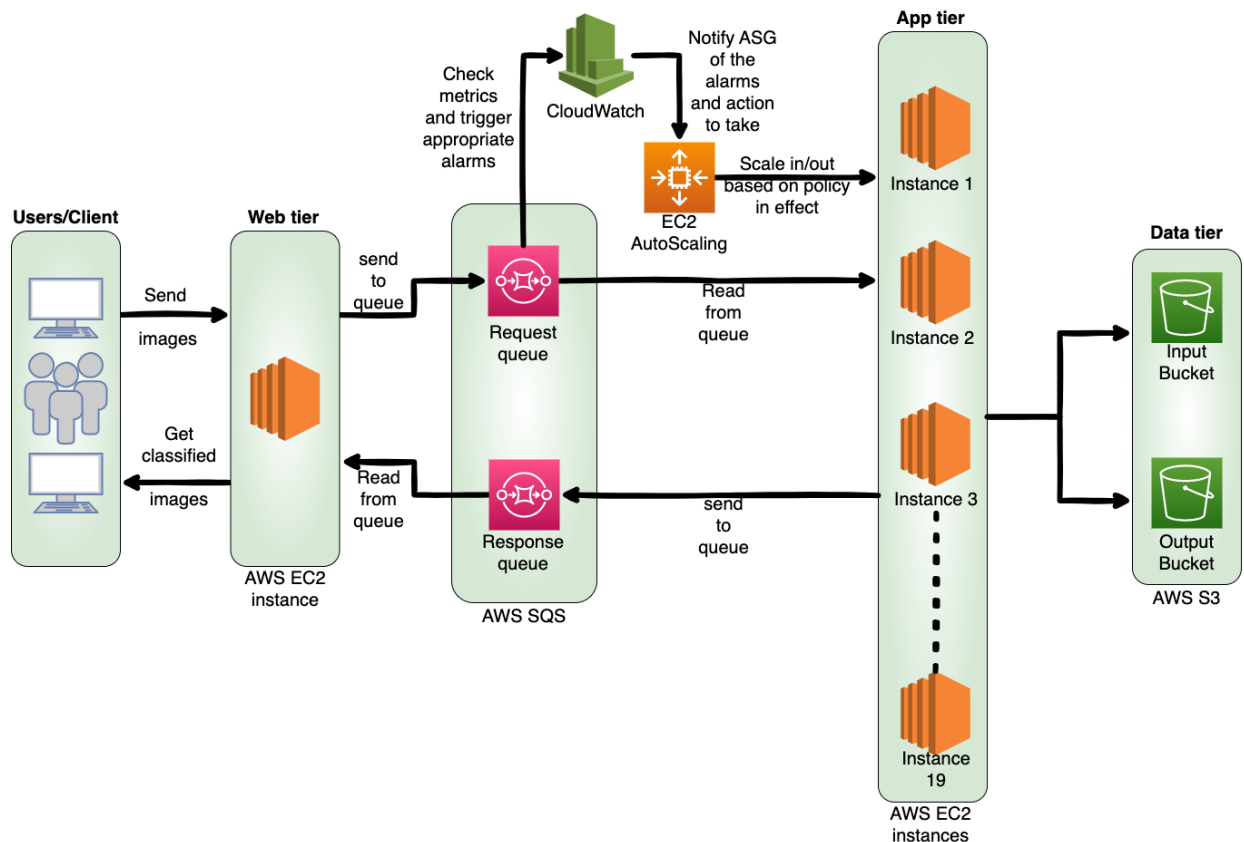 App tier
Notify ASG
of the
alarms
and action
to take
Check
metrics
and trigger
appropriate
alarms
CloudWatch
Scale in/out
based on policy
in effect
EC2
AutoScaling
Instance 1
Users/Client
Web tier
Data tier
send
to
queue
Send
images
Request
queue
Read
from
queue
Instance 2
Input
Bucket
Get
classified
images
Read
from
queue
Response
queue
send
to
queue
Instance 3
Output
Bucket
AWS EC2
instance
AWS SQS
AWS S3
Instance
19
AWS EC2
instances